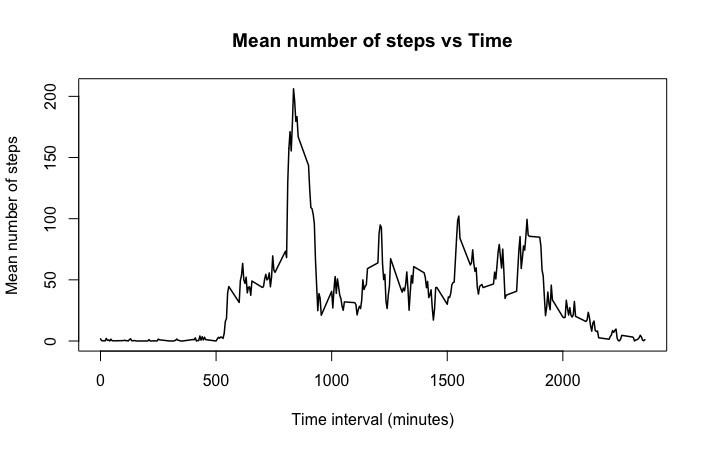 Mean number of steps vs Time
Mean number of steps
200
150
100
50
0
0 500 1000 1500 2000
Time interval (minutes)